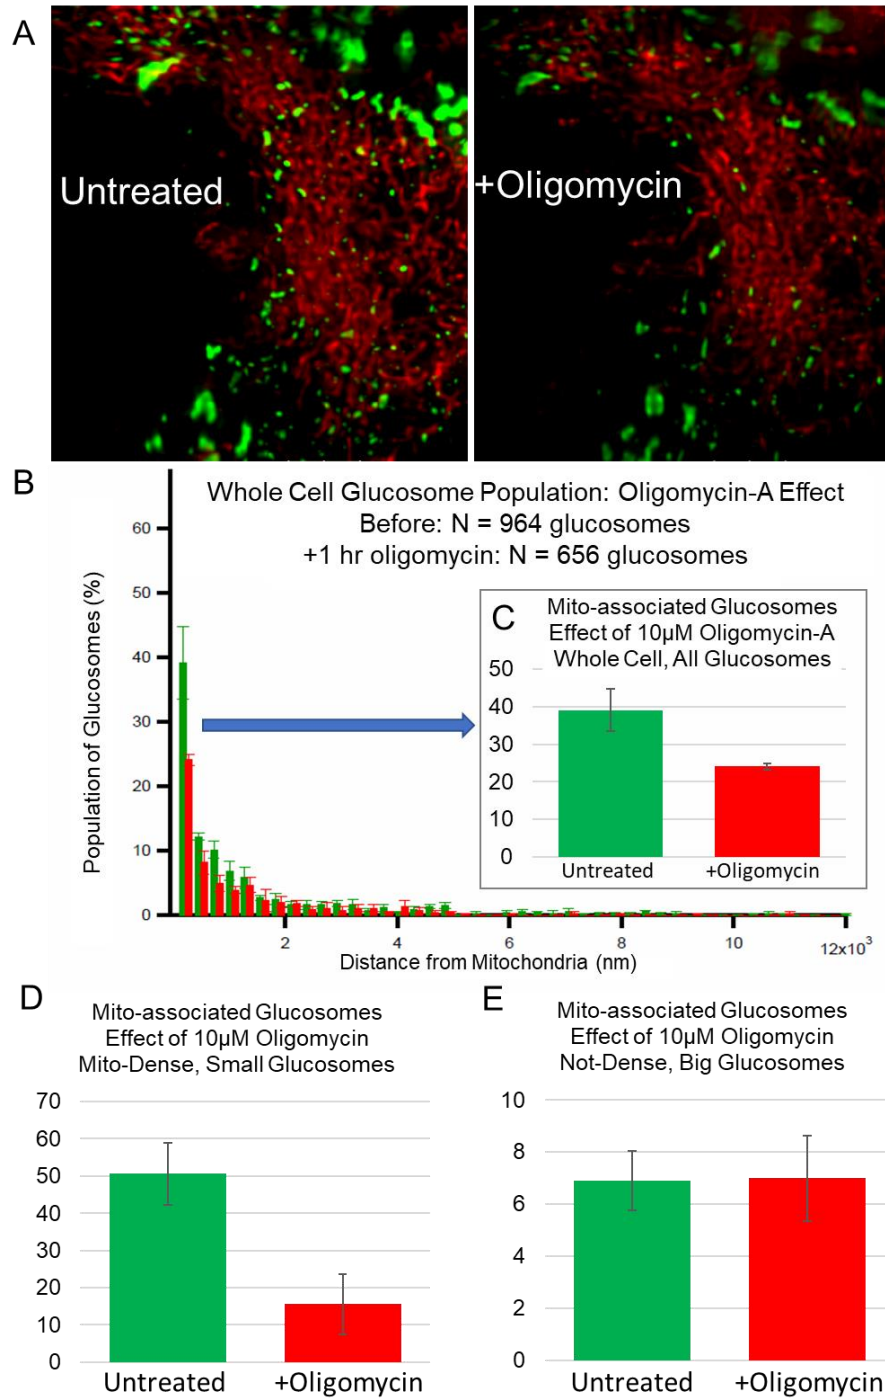 A
Untreated
+Oligomycin
B
Whole Cell Glucosome Population: Oligomycin-A Effect
Before: N = 964 glucosomes
+1 hr oligomycin: N = 656 glucosomes
Population of Glucosomes (%)
60
50
40
30
20
10
0
2
4
6
8
10
12x10³
Distance from Mitochondria (nm)
C
Mito-associated Glucosomes
Effect of 10µM Oligomycin-A
Whole Cell, All Glucosomes
50
40
30
20
10
0
Untreated
+Oligomycin
D
Mito-associated Glucosomes
Effect of 10µM Oligomycin
Mito-Dense, Small Glucosomes
70
60
50
40
30
20
10
0
Untreated
+Oligomycin
E
Mito-associated Glucosomes
Effect of 10µM Oligomycin
Not-Dense, Big Glucosomes
10
8
6
4
2
0
Untreated
+Oligomycin